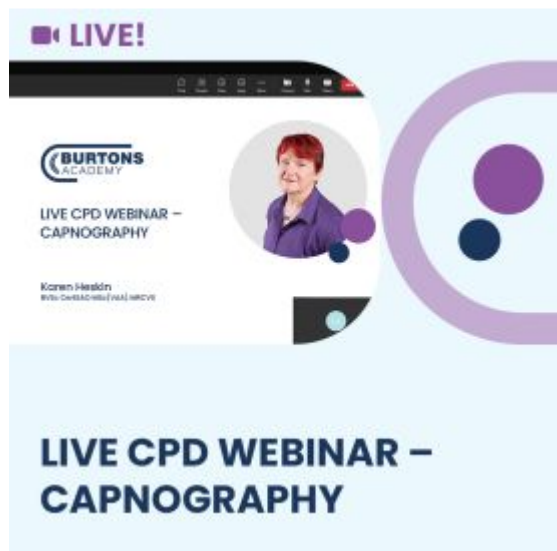 LIVE!
BURTONS
ACADEMY
LIVE CPD WEBINAR –
CAPNOGRAPHY
Karen Heskin
LIVE CPD WEBINAR –
CAPNOGRAPHY